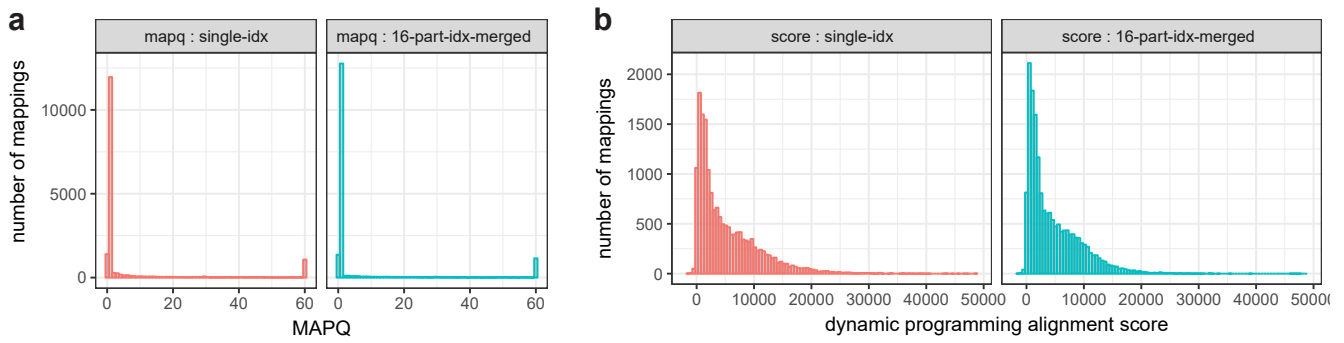 a
mapq : single-idx
mapq : 16-part-idx-merged
number of mappings
10000
5000
0
0 20 40 60
0 20 40 60
MAPQ
b
score : single-idx
score : 16-part-idx-merged
number of mappings
2000
1500
1000
500
0
0 10000 20000 30000 40000 50000
0 10000 20000 30000 40000 50000
dynamic programming alignment score